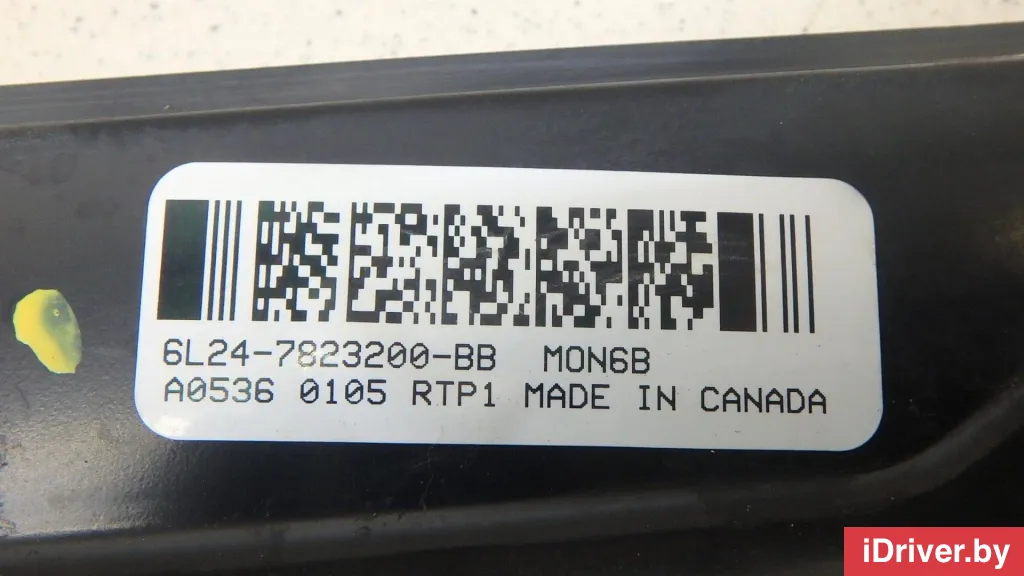 6L24-7823200-BB MON6B
A0536 0105 RTP1 MADE IN CANADA
iDriver.by